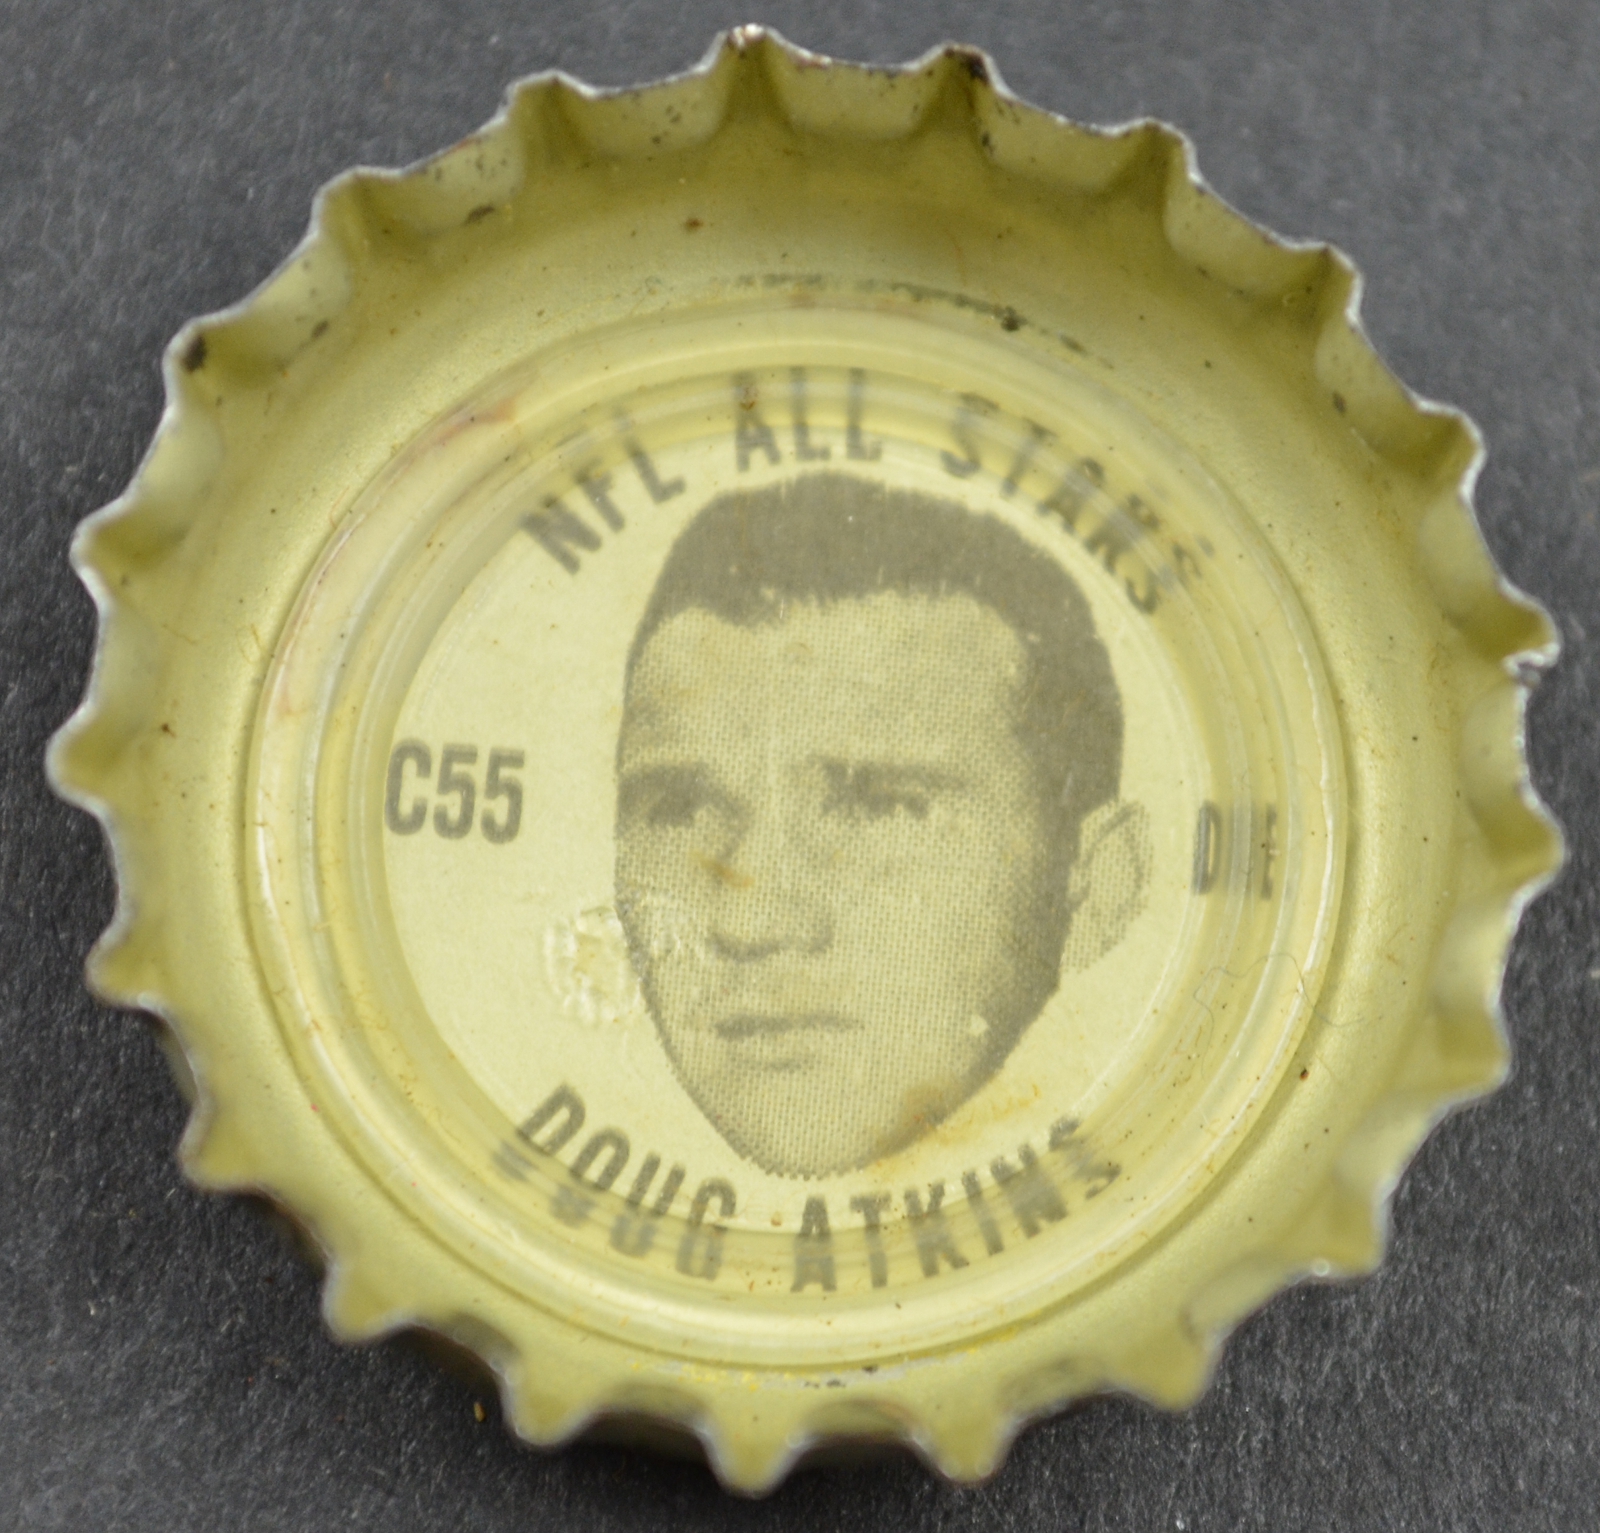 NFL ALL STARS
C55
DE
DOUG ATKINS